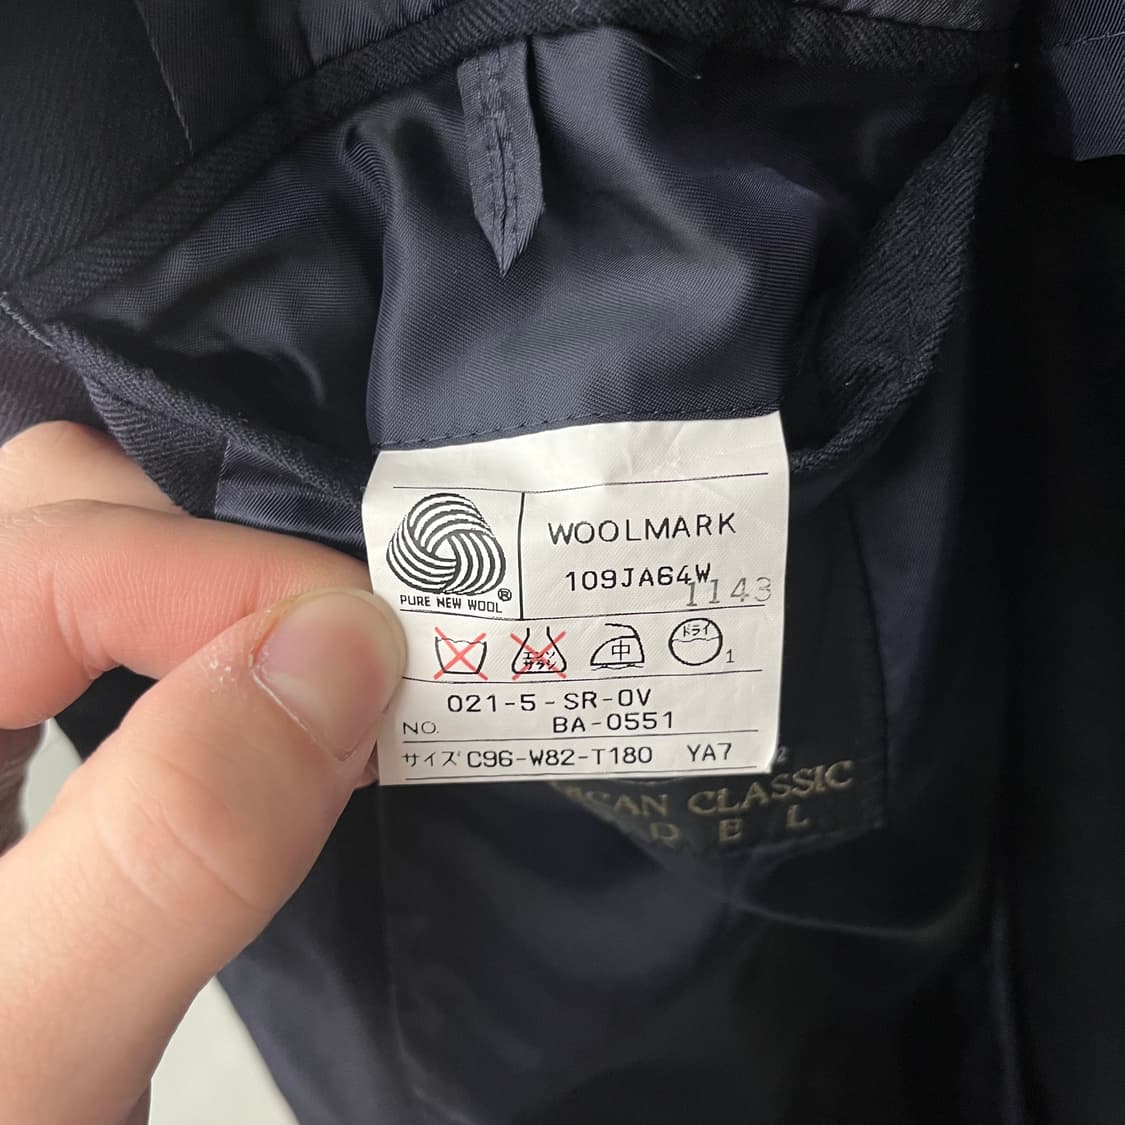 WOOLMARK
109JA64W
1143
PURE NEW WOOL®
エンソ
サラシ
中
ドライ
1
021-5-SR-OV
NO. BA-0551
サイズ C96-W82-T180 YA7
CLASSIC
D E L